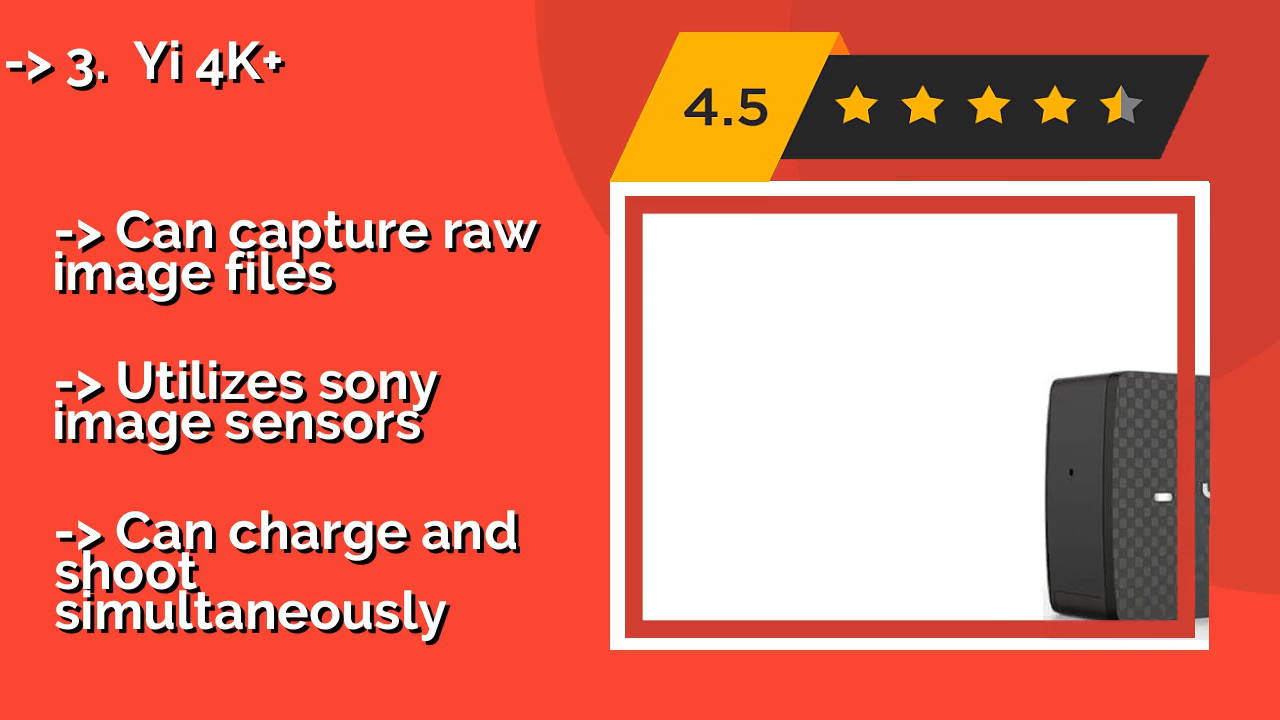 -> 3. Yi 4K+
4.5
-> Can capture raw
image files
-> Utilizes sony
image sensors
-> Can charge and
shoot
simultaneously